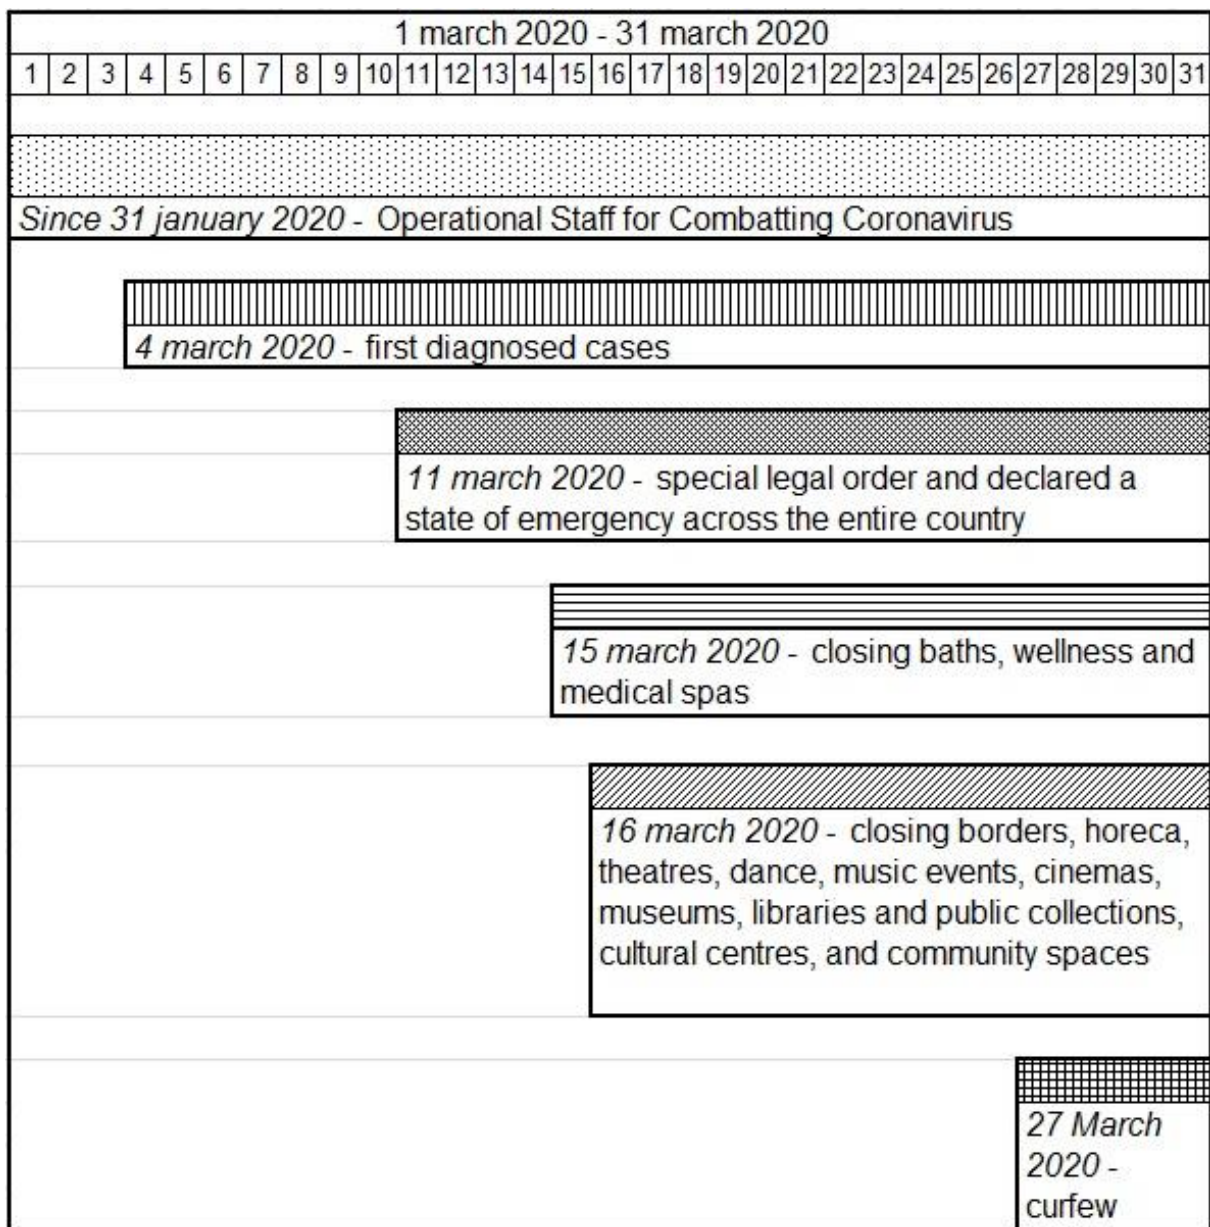 1 march 2020 - 31 march 2020
1 2 3 4 5 6 7 8 9 10 11 12 13 14 15 16 17 18 19 20 21 22 23 24 25 26 27 28 29 30 31
Since 31 january 2020 - Operational Staff for Combatting Coronavirus
4 march 2020 - first diagnosed cases
11 march 2020 - special legal order and declared a
state of emergency across the entire country
15 march 2020 - closing baths, wellness and
medical spas
16 march 2020 - closing borders, horeca,
theatres, dance, music events, cinemas,
museums, libraries and public collections,
cultural centres, and community spaces
27 March
2020 -
curfew